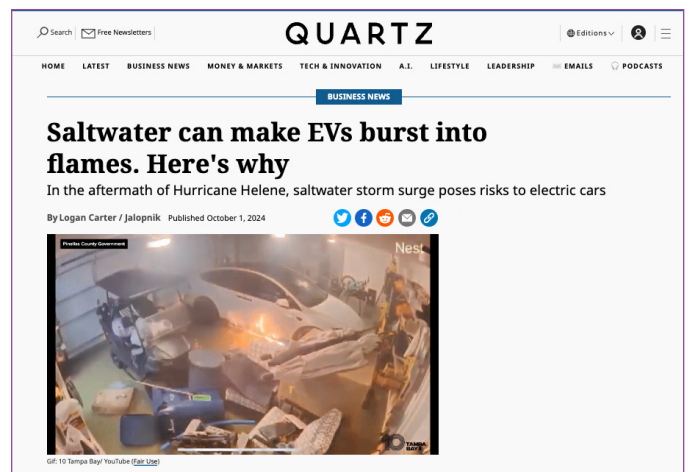 Search
Free Newsletters
QUARTZ
Editions
HOME LATEST BUSINESS NEWS MONEY & MARKETS TECH & INNOVATION A.I. LIFESTYLE LEADERSHIP EMAILS PODCASTS
BUSINESS NEWS
Saltwater can make EVs burst into
flames. Here's why
In the aftermath of Hurricane Helene, saltwater storm surge poses risks to electric cars
By Logan Carter / Jalopnik Published October 1, 2024
Pinellas County Government
Nest
10 TAMPA
BAY
Gif: 10 Tampa Bay/ YouTube (Fair Use)